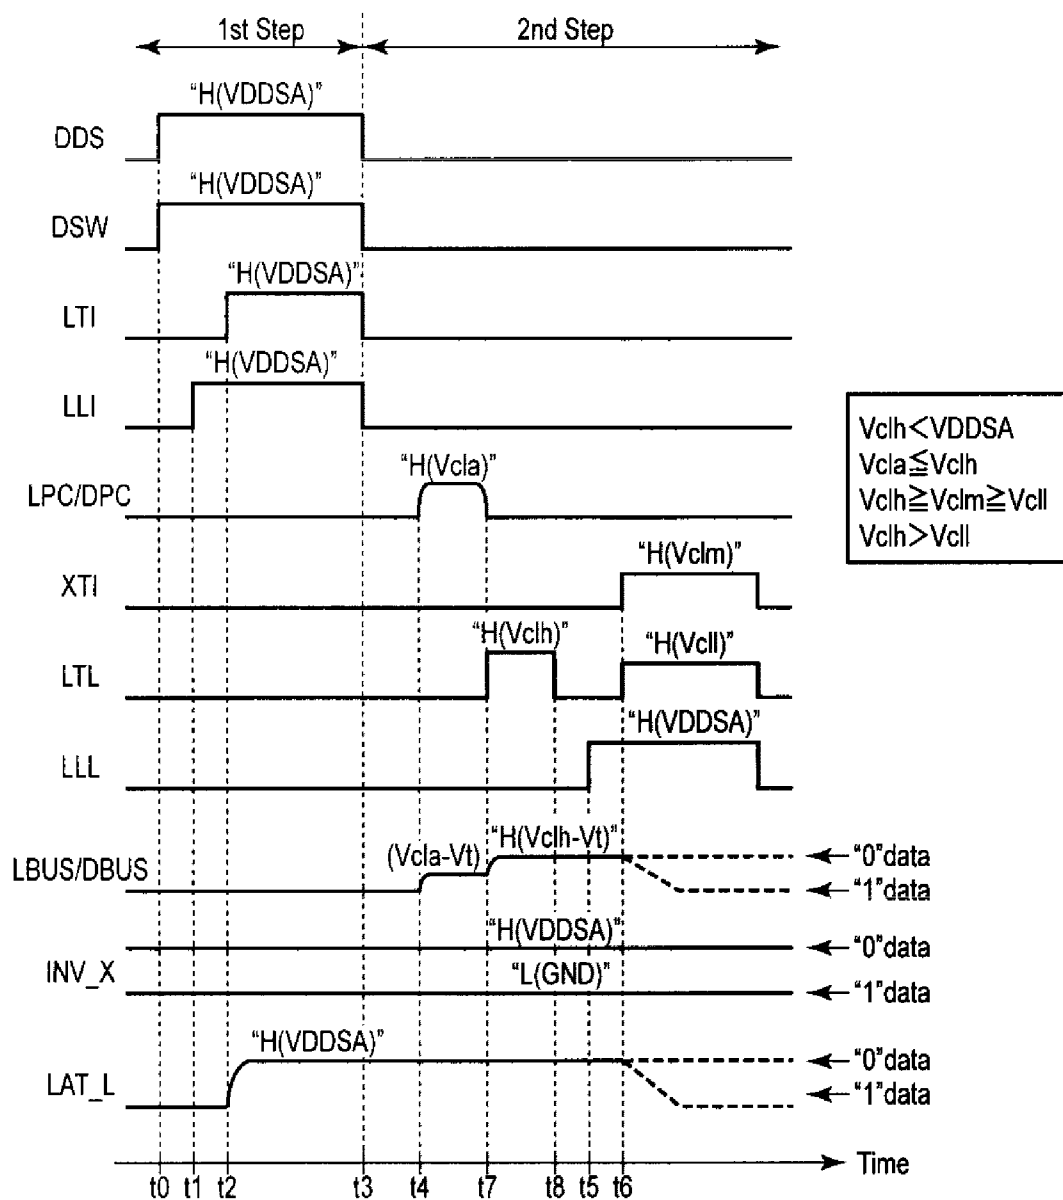 1st Step
2nd Step
“H(VDDSA)”
DDS
“H(VDDSA)”
DSW
“H(VDDSA)”
LTI
“H(VDDSA)”
LLI
“H(Vcla)”
LPC/DPC
“H(Vclm)”
XTI
“H(Vclh)”
“H(Vcll)”
LTL
“H(VDDSA)”
LLL
Vclh<VDDSA
Vcla≦Vclh
Vclh≧Vclm≧Vcll
Vclh>Vcll
(Vcla-Vt)
“H(Vclh-Vt)”
LBUS/DBUS
“0”data
“1”data
“H(VDDSA)”
“0”data
INV_X
“L(GND)”
“1”data
“H(VDDSA)”
LAT_L
“0”data
“1”data
Time
t0 t1 t2 t3 t4 t7 t8 t5 t6